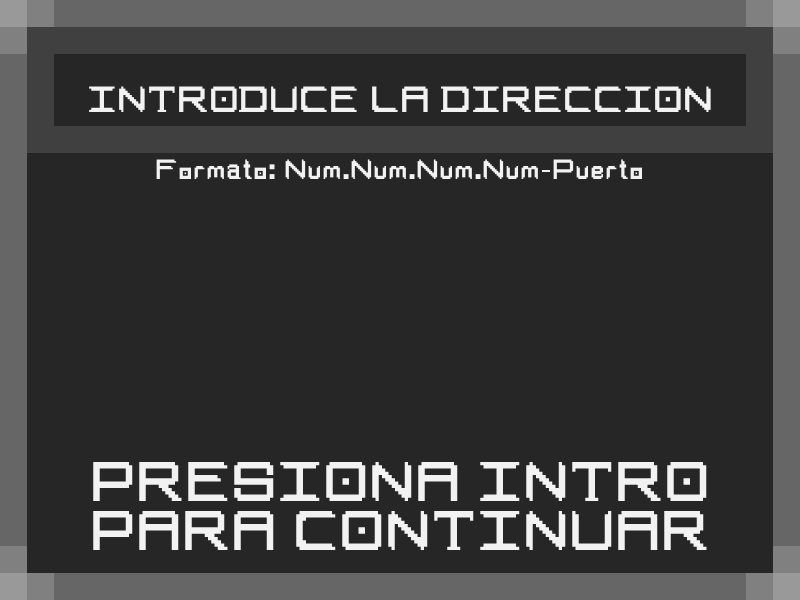 INTRODUCE LA DIRECCION
Formato: Num.Num.Num.Num-Puerto
PRESIONA INTRO
PARA CONTINUAR